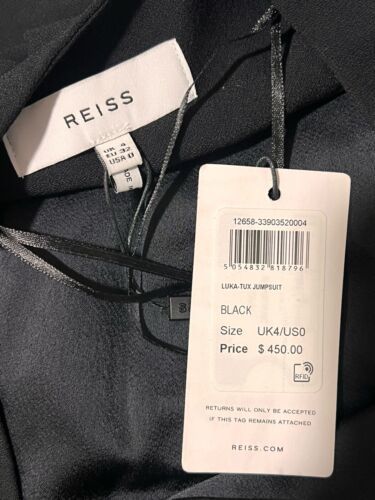 REISS
UK 4
EU 32
USA 0
12658-33903520004
5 054832 818796
LUKA-TUX JUMPSUIT
BLACK
Size UK4/US0
Price $ 450.00
RFID
RETURNS WILL ONLY BE ACCEPTED
IF THIS TAG REMAINS ATTACHED
REISS.COM